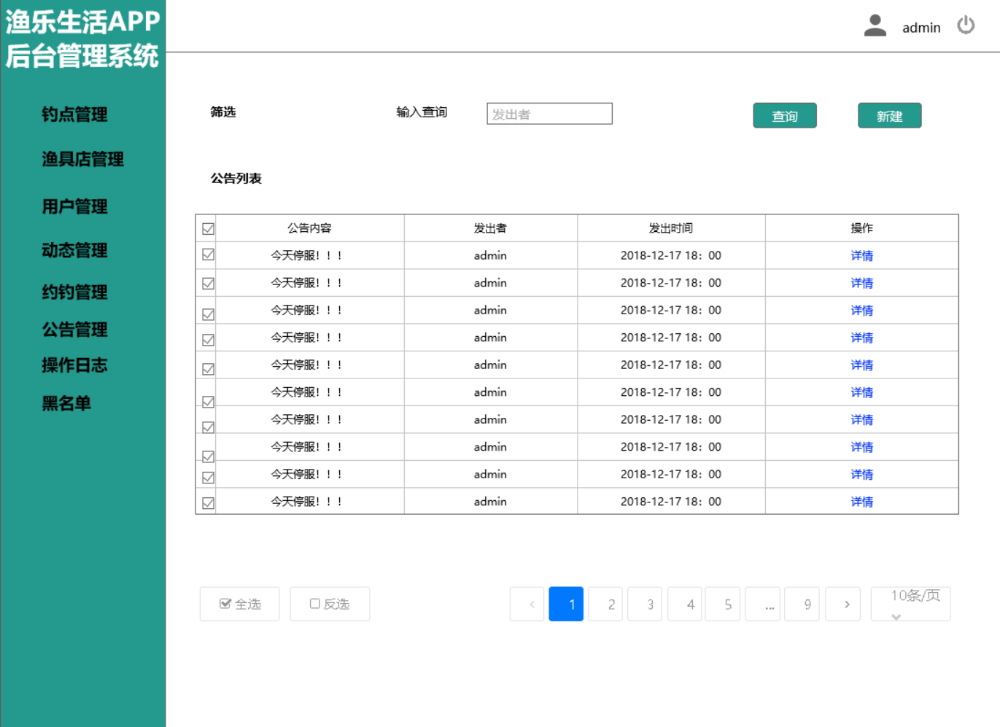 渔乐生活APP
后台管理系统
admin
钓点管理
渔具店管理
用户管理
动态管理
约钓管理
公告管理
操作日志
黑名单
筛选 输入查询 发出者 查询 新建
公告列表
公告内容 发出者 发出时间 操作
今天停服！！！ admin 2018-12-17 18：00 详情
今天停服！！！ admin 2018-12-17 18：00 详情
今天停服！！！ admin 2018-12-17 18：00 详情
今天停服！！！ admin 2018-12-17 18：00 详情
今天停服！！！ admin 2018-12-17 18：00 详情
今天停服！！！ admin 2018-12-17 18：00 详情
今天停服！！！ admin 2018-12-17 18：00 详情
今天停服！！！ admin 2018-12-17 18：00 详情
今天停服！！！ admin 2018-12-17 18：00 详情
今天停服！！！ admin 2018-12-17 18：00 详情
全选 反选 < 1 2 3 4 5 ... 9 > 10条/页